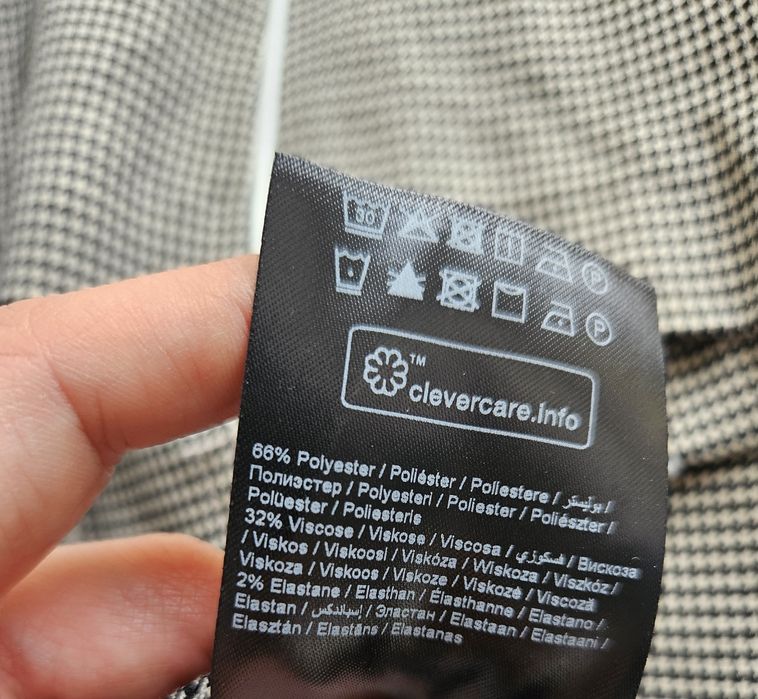 30
P
P
™
clevercare.info
66% Polyester / Poliéster / Poliestere / بوليستر /
Полиэстер / Polyesteri / Poliester / Poliészter /
Polüester / Poliesteris
32% Viscose / Viskose / Viscosa / فسكوزي / Вискоза
/ Viskos / Viskoosi / Viskóza / Wiskoza / Viszkóz /
Viskoza / Viskoos / Viskoze / Viskozė / Viscoză
2% Elastane / Elasthan / Élasthanne / Elastano /
Elastan / إسباندكس / Эластан / Elastaan / Elastaani /
Elasztán / Elastāns / Elastanas